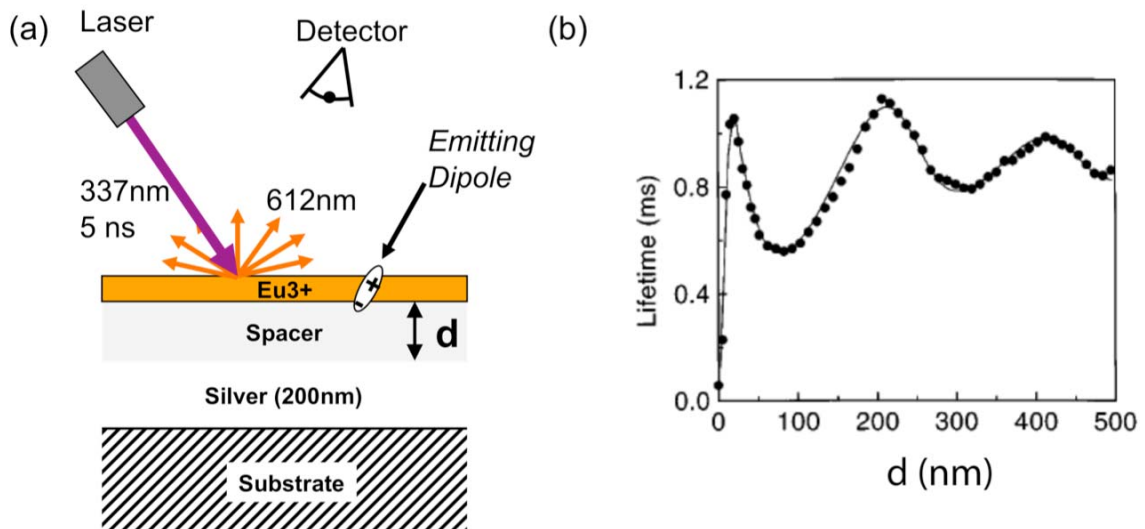 (a)
Laser
Detector
Emitting
Dipole
337nm
5 ns
612nm
Eu3+
+
-
Spacer
d
Silver (200nm)
Substrate
(b)
Lifetime (ms)
1.2
0.8
0.4
0.0
0 100 200 300 400 500
d (nm)